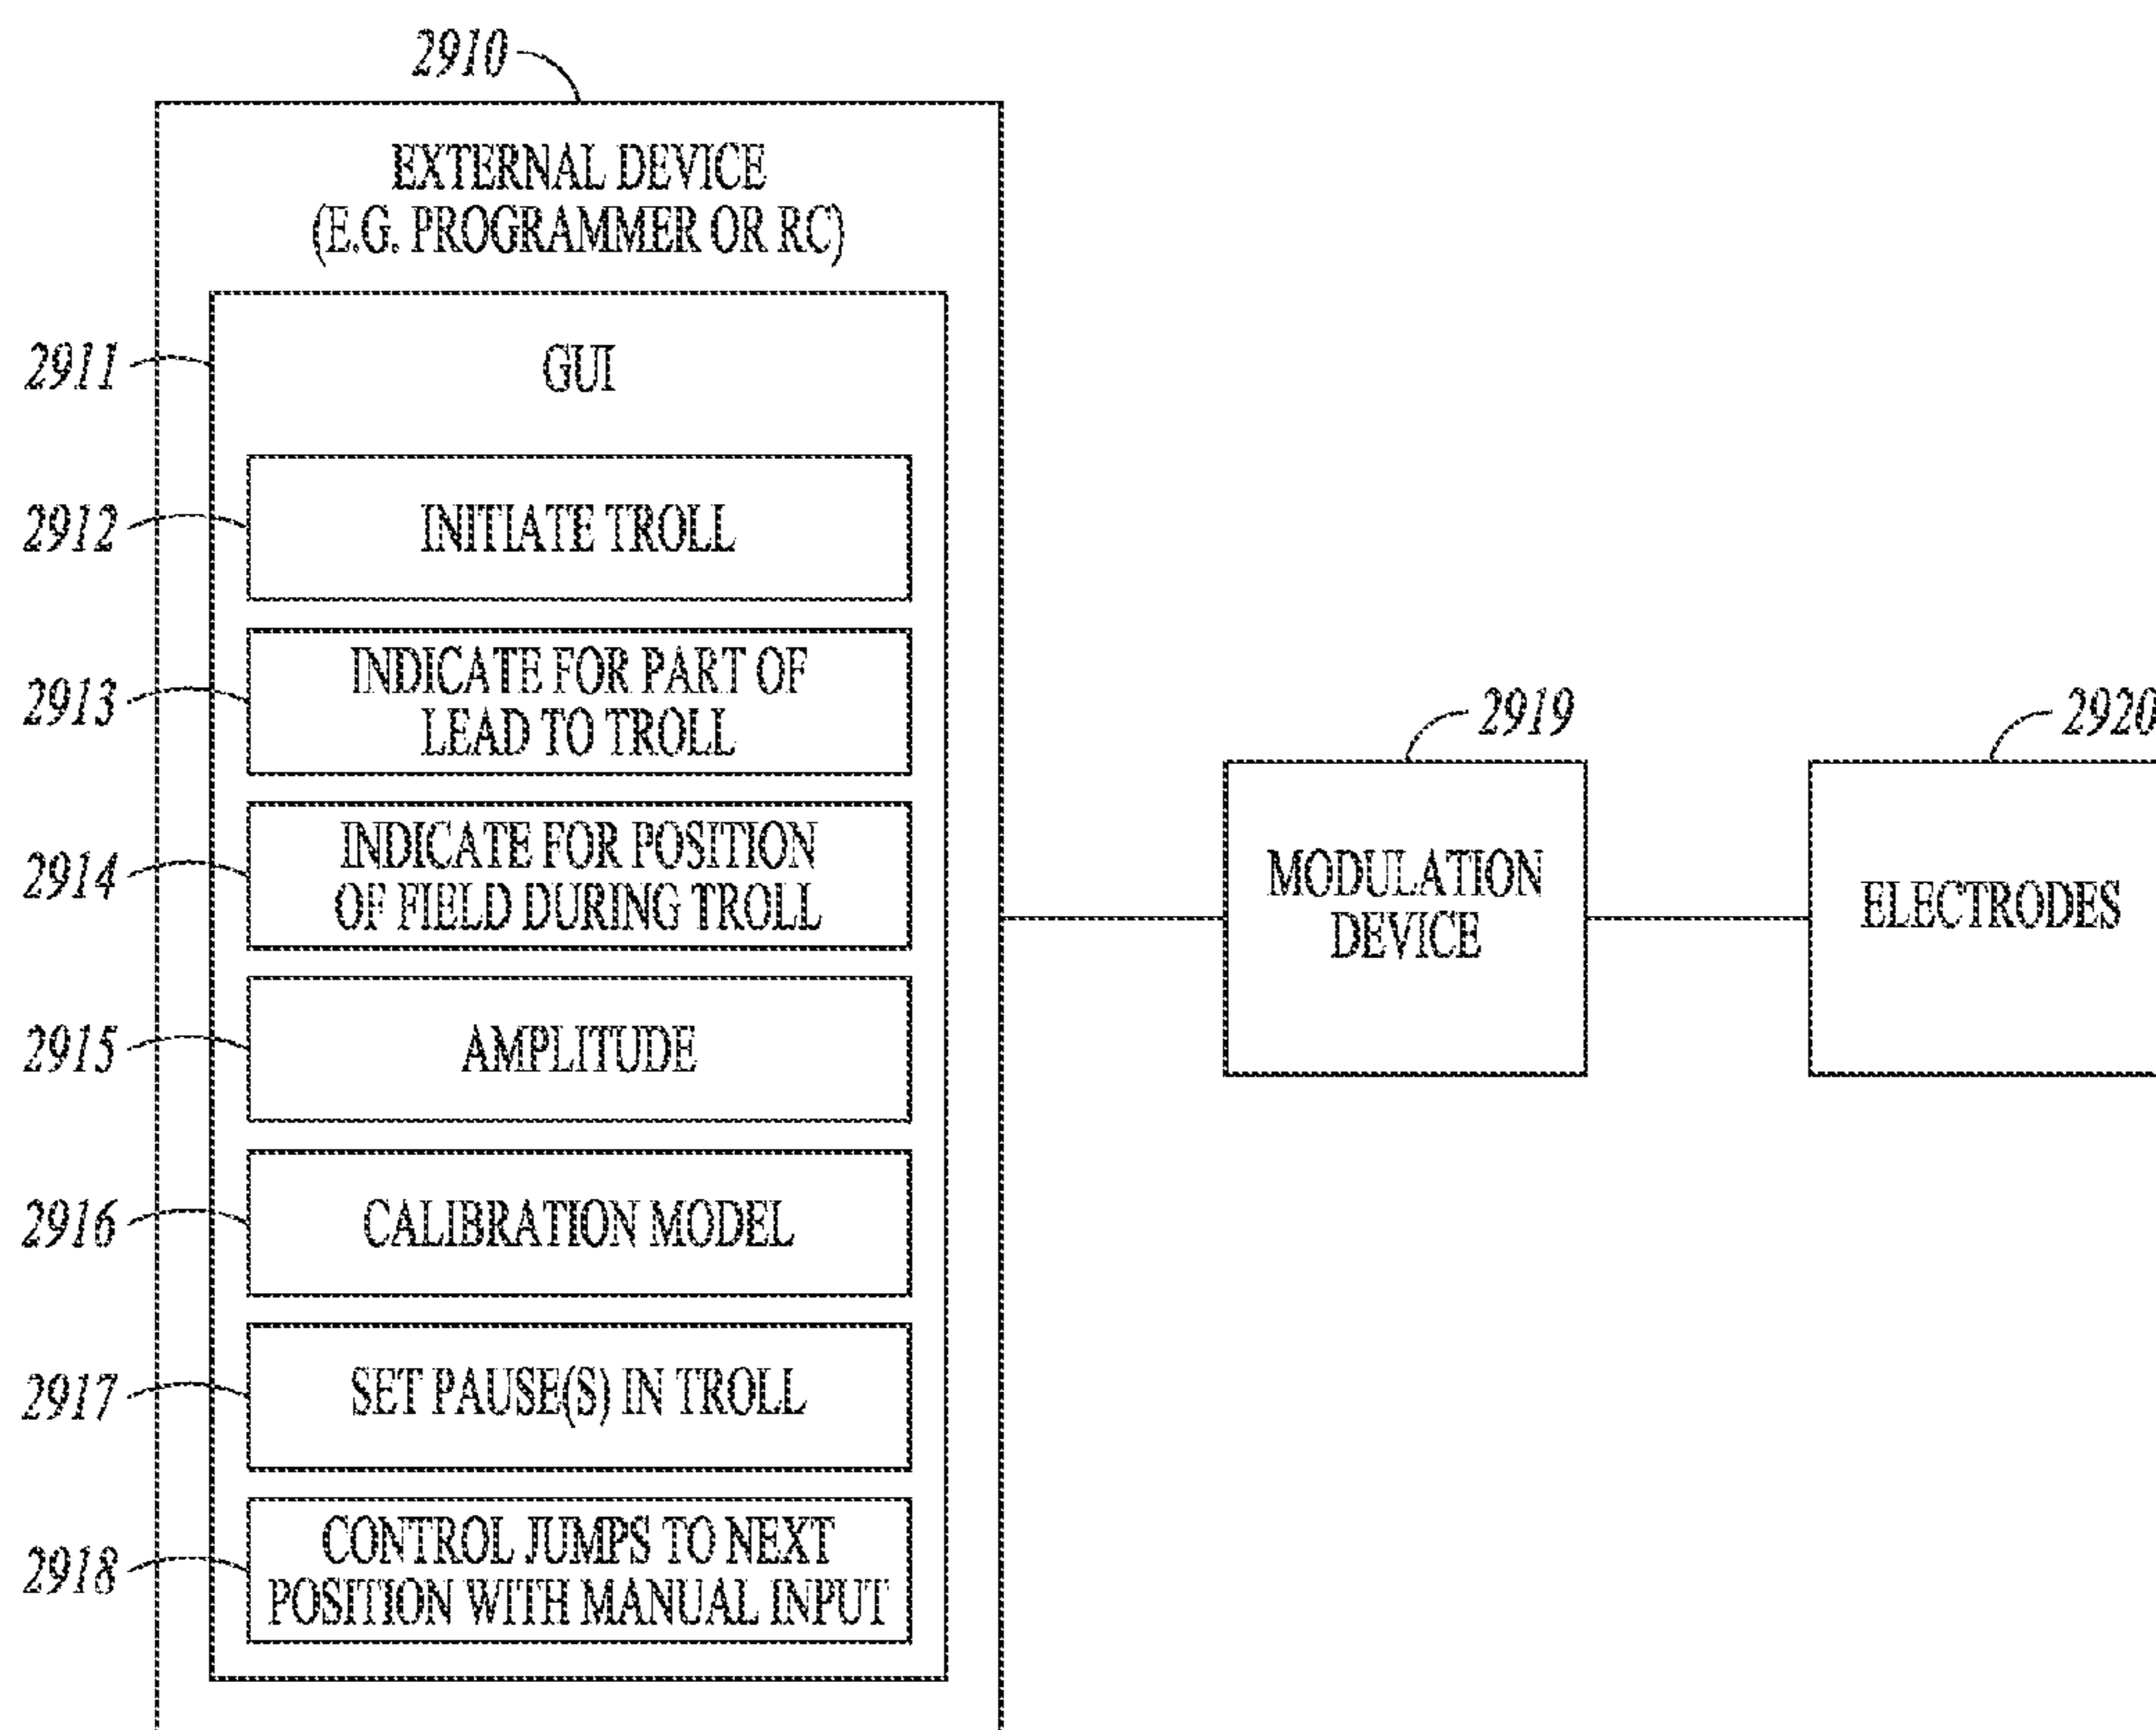 2910
EXTERNAL DEVICE
(E.G. PROGRAMMER OR RC)
2911
GUI
2912
INITIATE TROLL
2913
INDICATE FOR PART OF
LEAD TO TROLL
2914
INDICATE FOR POSITION
OF FIELD DURING TROLL
2915
AMPLITUDE
2916
CALIBRATION MODEL
2917
SET PAUSE(S) IN TROLL
2918
CONTROL JUMPS TO NEXT
POSITION WITH MANUAL INPUT
2919
MODULATION
DEVICE
2920
ELECTRODES